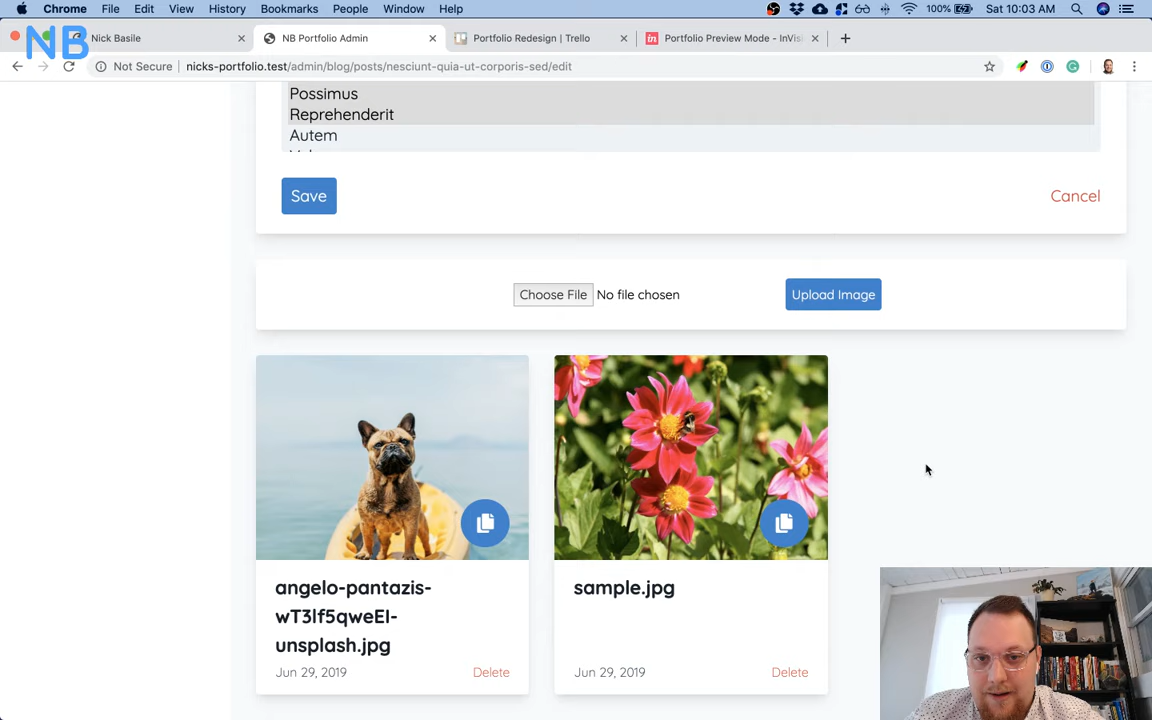 Chrome File Edit View History Bookmarks People Window Help 100% Sat 10:03 AM
NB
Nick Basile
NB Portfolio Admin
Portfolio Redesign | Trello
Portfolio Preview Mode - InVis
Not Secure nicks-portfolio.test/admin/blog/posts/nesciunt-quia-ut-corporis-sed/edit
Possimus
Reprehenderit
Autem
Save Cancel
Choose File No file chosen Upload Image
angelo-pantazis-
wT3lf5qweEI-
unsplash.jpg
Jun 29, 2019 Delete
sample.jpg
Jun 29, 2019 Delete